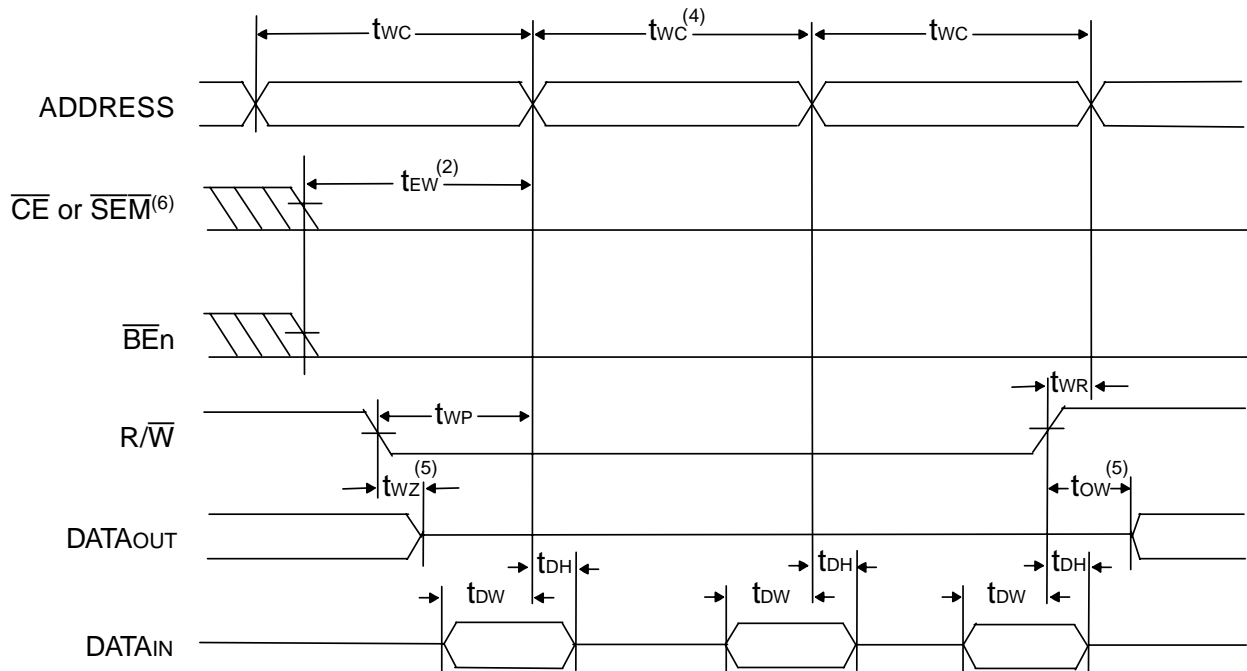 tWC tWC(4) tWC
ADDRESS
tEW(2)
CE or SEM(6)
BEn
tWR
tWP
R/W
tWZ(5) tOW(5)
DATAOUT
tDH tDH tDH
tDW tDW tDW
DATAIN